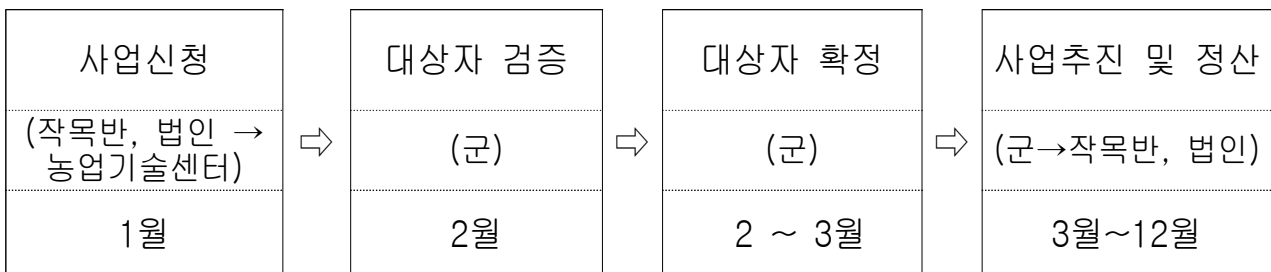 사업신청
(작목반, 법인 →
농업기술센터)
1월
⇨
대상자 검증
(군)
2월
⇨
대상자 확정
(군)
2 ~ 3월
⇨
사업추진 및 정산
(군→작목반, 법인)
3월~12월